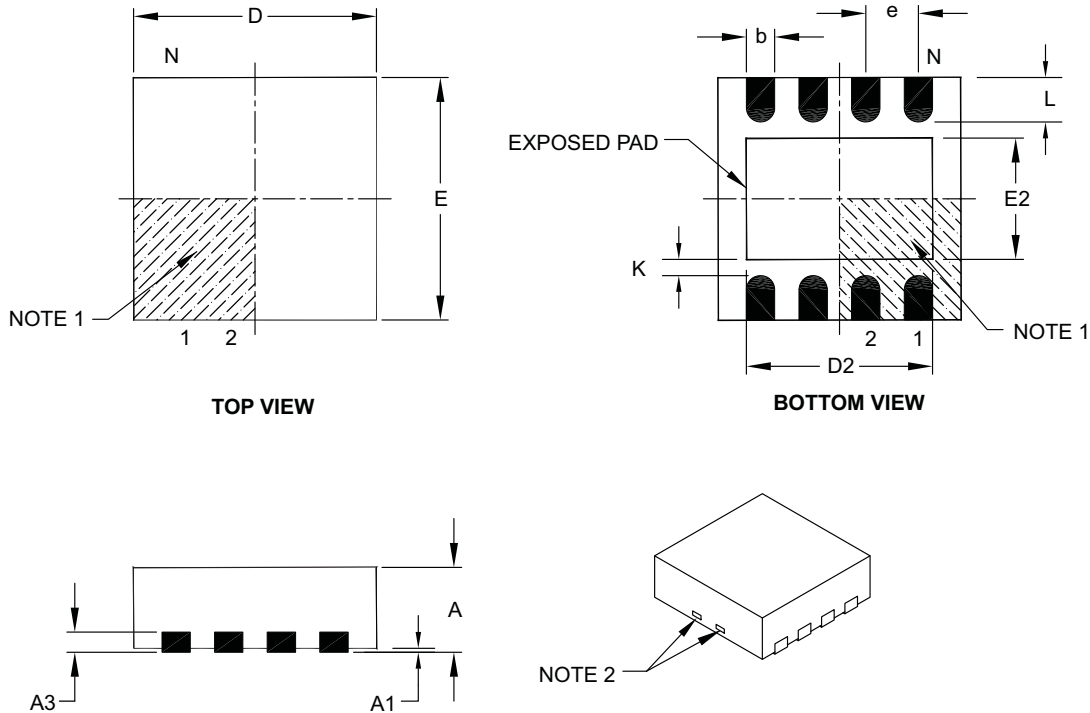 D
N
E
NOTE 1
1 2
TOP VIEW
e
b
N
L
EXPOSED PAD
E2
K
2 1
NOTE 1
D2
BOTTOM VIEW
A
A3
A1
NOTE 2